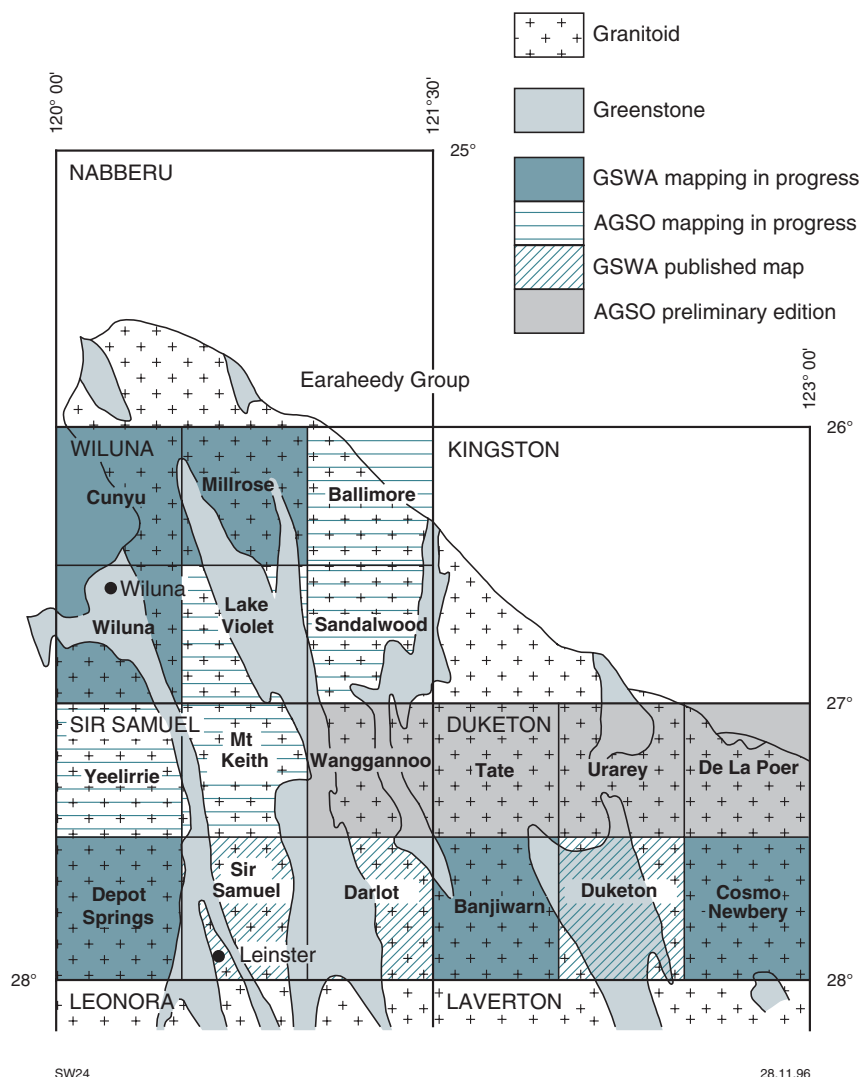 Granitoid
Greenstone
GSWA mapping in progress
AGSO mapping in progress
GSWA published map
AGSO preliminary edition
120° 00'
121°30'
25°
NABBERU
Earaheedy Group
123° 00'
26°
WILUNA
KINGSTON
Cunyu
Millrose
Ballimore
Wiluna
Wiluna
Lake
Violet
Sandalwood
27°
SIR SAMUEL
DUKETON
Mt
Keith
Yeelirrie
Wanggannoo
Tate
Urarey
De La Poer
Depot
Springs
Sir
Samuel
Darlot
Banjiwarn
Duketon
Cosmo
Newbery
Leinster
28°
28°
LEONORA
LAVERTON
SW24
28.11.96